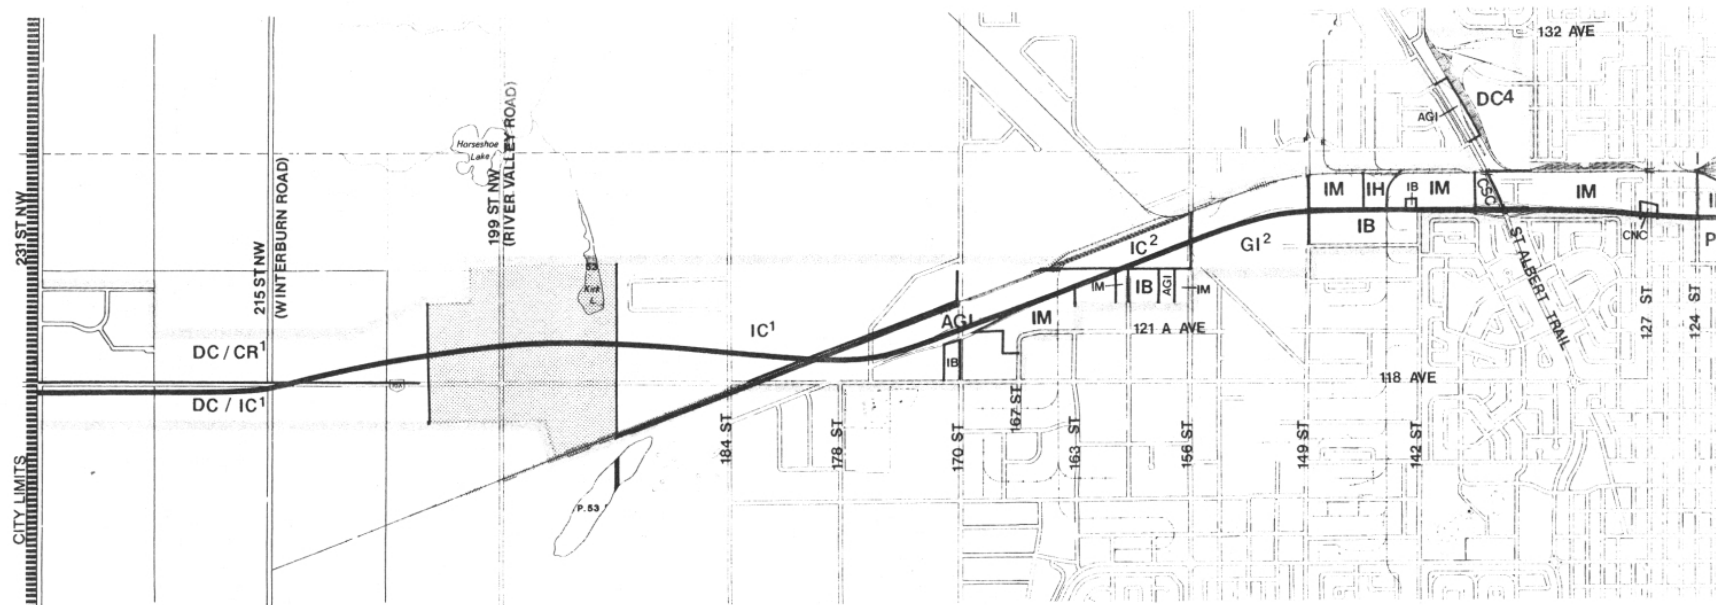 132 AVE
DC4
AGI
Horseshoe
Lake
199 ST NW
(RIVER VALLEY ROAD)
231 ST NW
215 ST NW
(WINTERBURN ROAD)
IM
IH
IB
IM
CSC
IM
IB
CNC
P
IC²
GI²
ST ALBERT TRAIL
127 ST
124 ST
53
Kirk
L.
IM
IB
AGI
IM
IC¹
AGI
IM
121 A AVE
DC / CR¹
IB
118 AVE
DC / IC¹
184 ST
178 ST
170 ST
167 ST
163 ST
156 ST
149 ST
142 ST
CITY LIMITS
P. 53